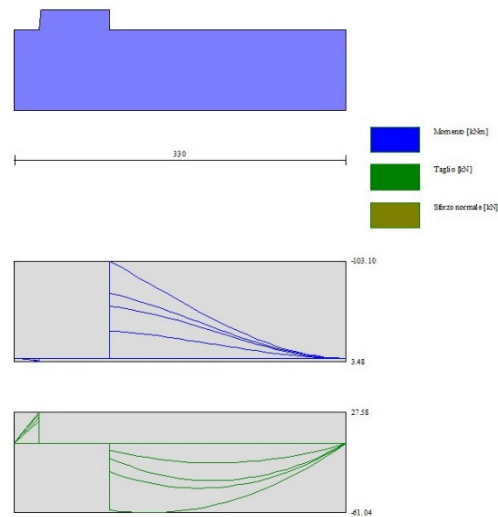 330
Momento [kNm]
Taglio [kN]
Sforzo normale [kN]
-103.10
3.48
27.58
-61.04